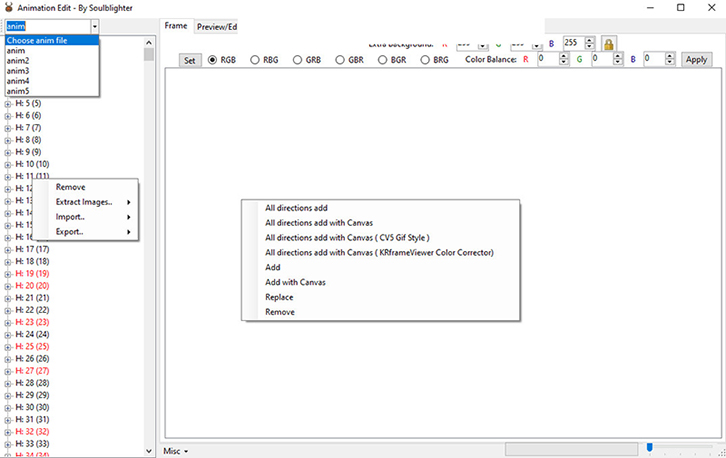 Animation Edit - By Soulblighter
anim
Choose anim file
anim
anim2
anim3
anim4
anim5
H: 5 (5)
H: 6 (6)
H: 7 (7)
H: 8 (8)
H: 9 (9)
H: 10 (10)
H: 11 (11)
H: 12
H: 13
Remove
Extract Images..
Import..
Export..
H: 17 (17)
H: 18 (18)
H: 19 (19)
H: 20 (20)
H: 21 (21)
H: 22 (22)
H: 23 (23)
H: 24 (24)
H: 25 (25)
H: 26 (26)
H: 27 (27)
H: 28 (28)
H: 29 (29)
H: 30 (30)
H: 31 (31)
H: 32 (32)
H: 33 (33)
H: 34 (34)
Frame Preview/Ed
Extra Background: R 255 G 255 B 255
Set RGB RBG GRB GBR BGR BRG Color Balance: R 0 G 0 B 0 Apply
All directions add
All directions add with Canvas
All directions add with Canvas ( CV5 Gif Style )
All directions add with Canvas ( KRframeViewer Color Corrector)
Add
Add with Canvas
Replace
Remove
Misc